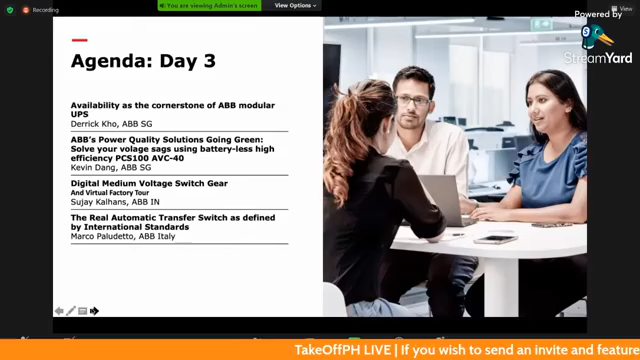 Recording
You are viewing Admin's screen
View Options
View
Powered by
StreamYard
Agenda: Day 3
Availability as the cornerstone of ABB modular
UPS
Derrick Kho, ABB SG
ABB's Power Quality Solutions Going Green:
Solve your volage sags using battery-less high
efficiency PCS100 AVC-40
Kevin Dang, ABB SG
Digital Medium Voltage Switch Gear
And Virtual Factory Tour
Sujay Kalhans, ABB IN
The Real Automatic Transfer Switch as defined
by International Standards
Marco Paludetto, ABB Italy
TakeOffPH LIVE | If you wish to send an invite and feature